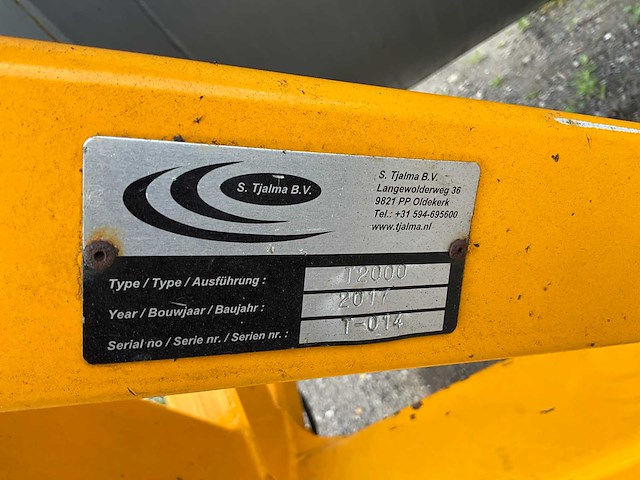 S. Tjalma B.V.
S. Tjalma B.V.
Langewolderweg 36
9821 PP Oldekerk
Tel.: +31 594-695600
www.tjalma.nl
Type / Type / Ausführung : T2000
Year / Bouwjaar / Baujahr : 2017
Serial no / Serie nr. / Serien nr. : T-014